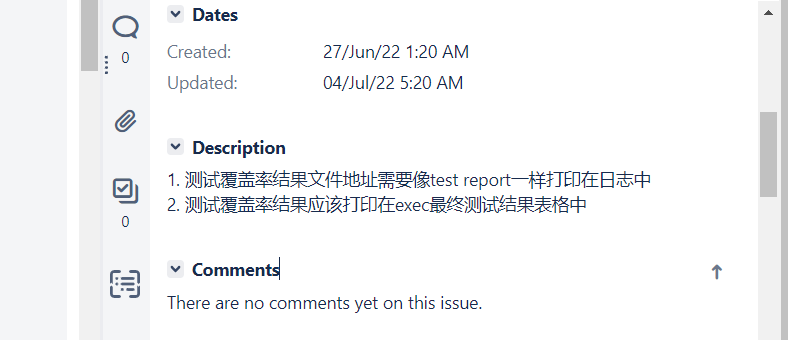 Dates
0
Created: 27/Jun/22 1:20 AM
Updated: 04/Jul/22 5:20 AM
Description
1. 测试覆盖率结果文件地址需要像test report一样打印在日志中
2. 测试覆盖率结果应该打印在exec最终测试结果表格中
0
Comments
There are no comments yet on this issue.